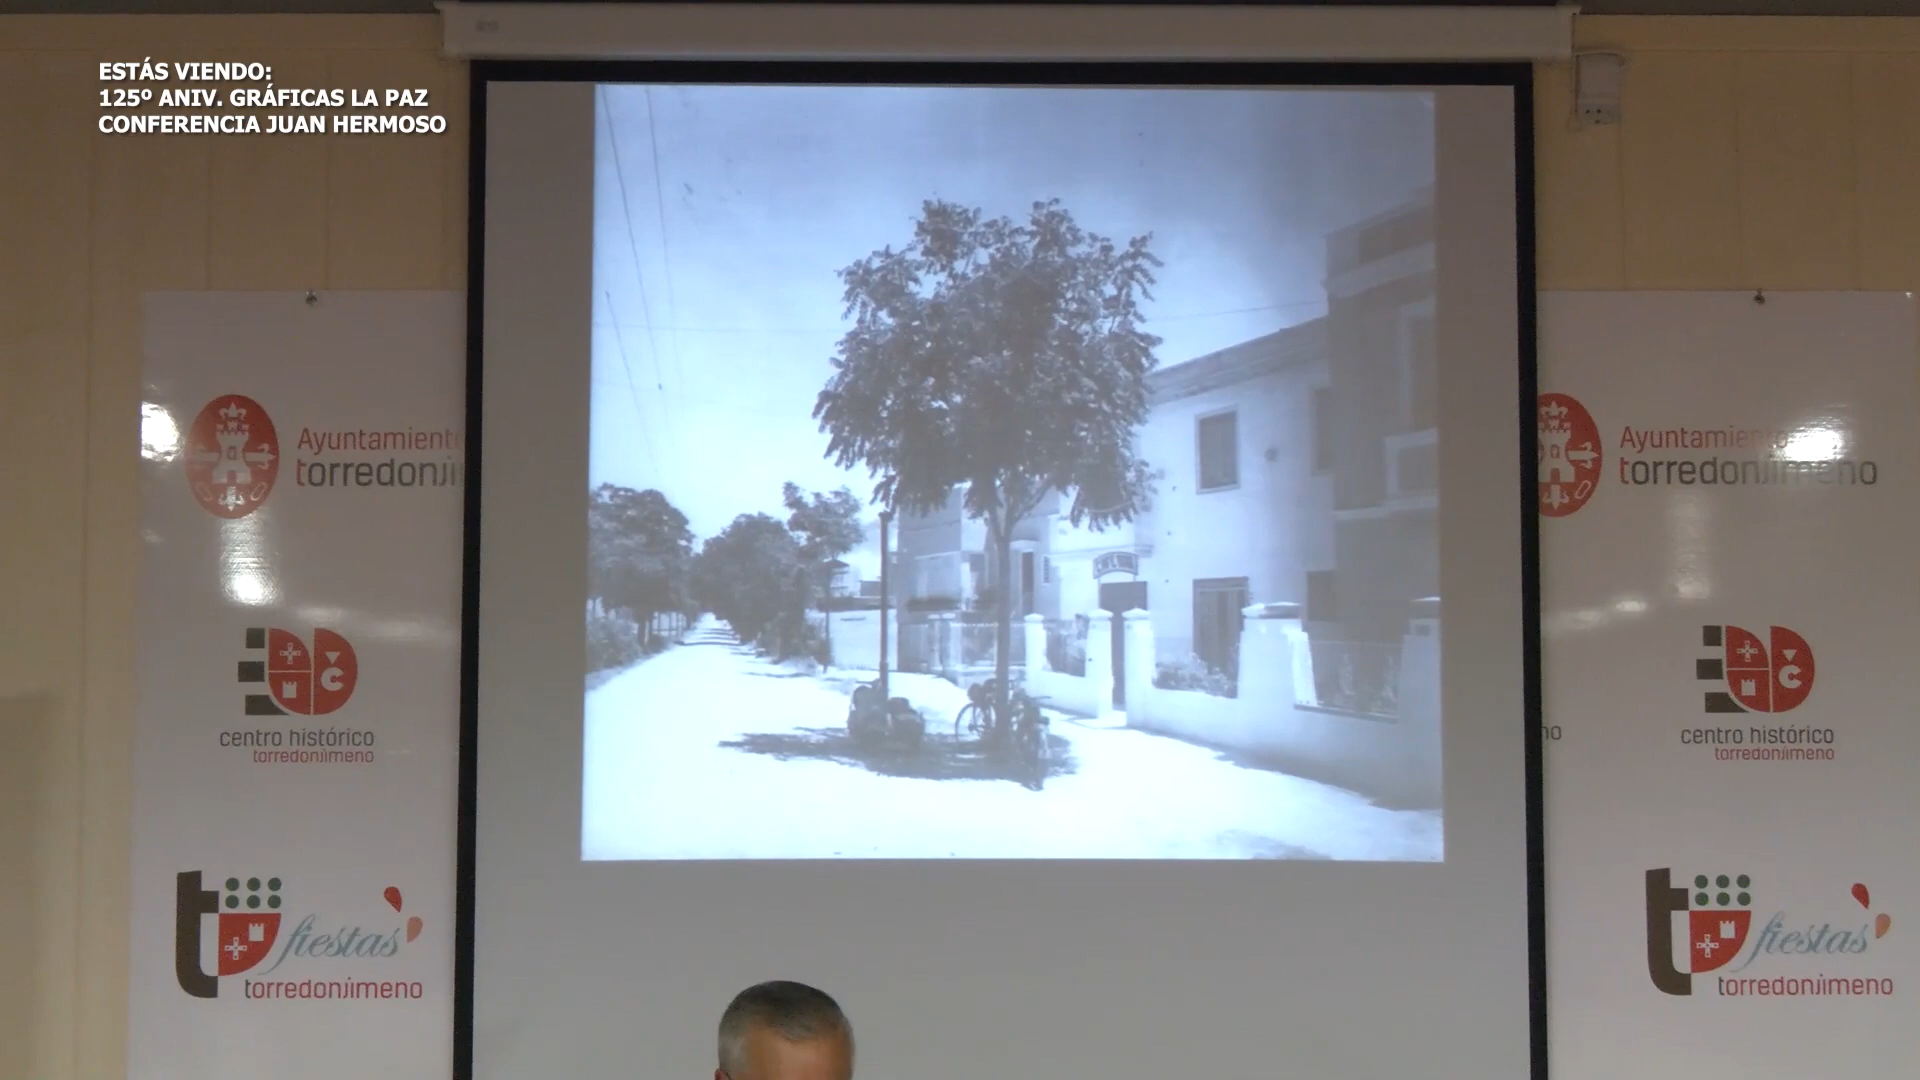 ESTÁS VIENDO:
125º ANIV. GRÁFICAS LA PAZ
CONFERENCIA JUAN HERMOSO
Ayuntamiento
torredonjimeno
centro histórico
torredonjimeno
fiestas
torredonjimeno
Ayuntamiento
torredonjimeno
centro histórico
torredonjimeno
fiestas
torredonjimeno